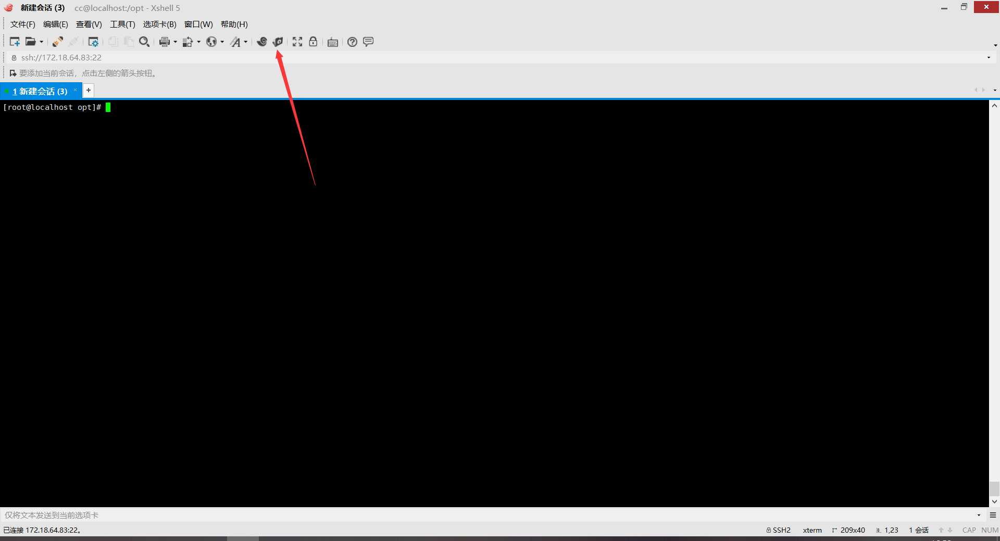 新建会话 (3) cc@localhost:/opt - Xshell 5
文件(F) 编辑(E) 查看(V) 工具(T) 选项卡(B) 窗口(W) 帮助(H)
ssh://172.18.64.83:22
要添加当前会话，点击左侧的箭头按钮。
1 新建会话 (3) × +
[root@localhost opt]#
仅将文本发送到当前选项卡
已连接 172.18.64.83:22。 SSH2 xterm 209x40 1,23 1 会话 CAP NUM